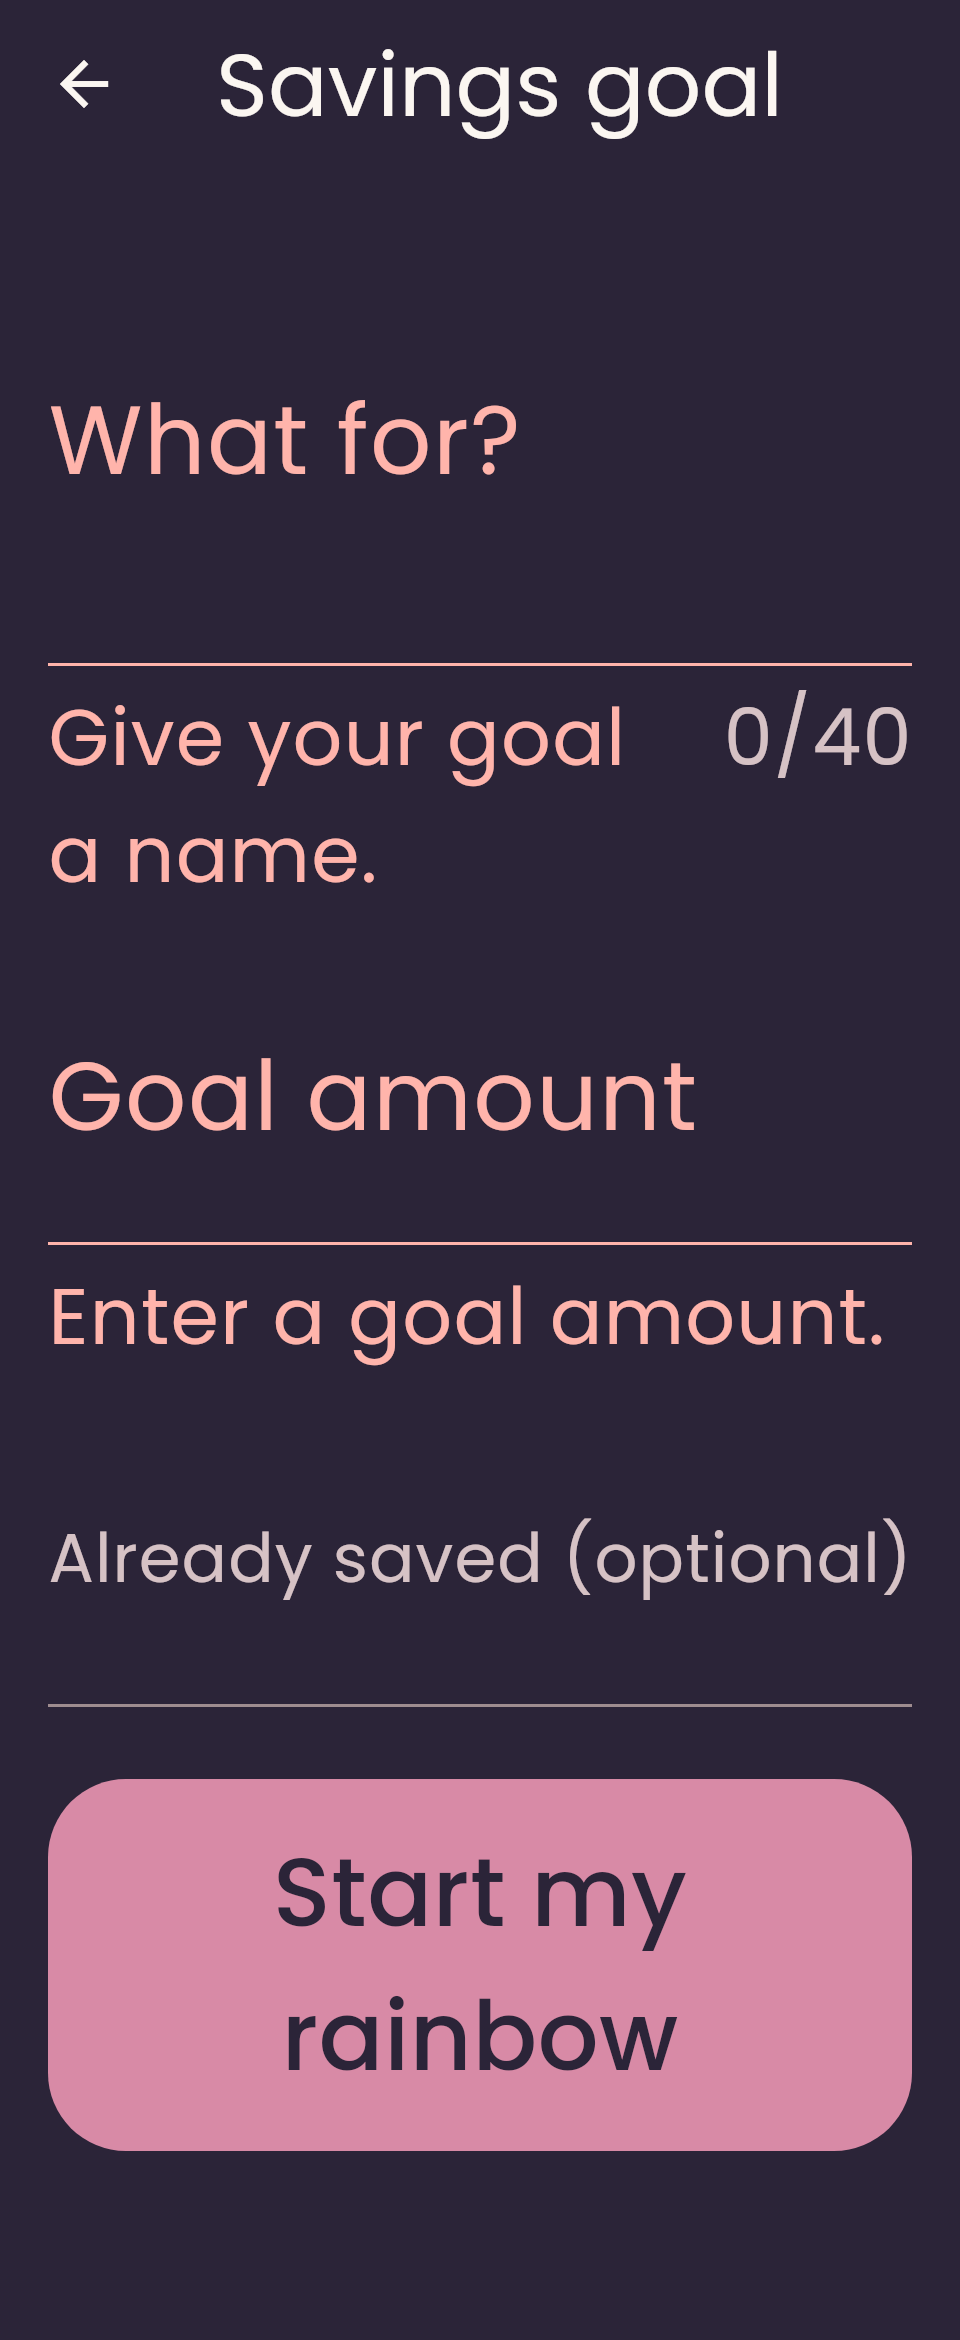 Savings goal
What for?
Give your goal 0/40
a name.
Goal amount
Enter a goal amount.
Already saved (optional)
Start my
rainbow